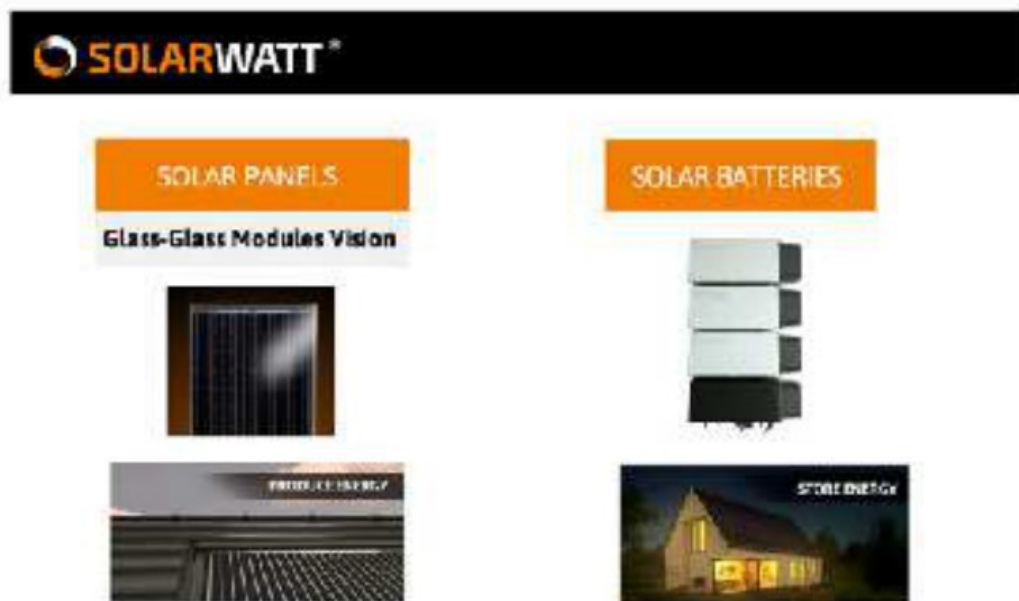 SOLARWATT®
SOLAR PANELS
Glass-Glass Modules Vision
PRODUCE ENERGY
SOLAR BATTERIES
STORE ENERGY